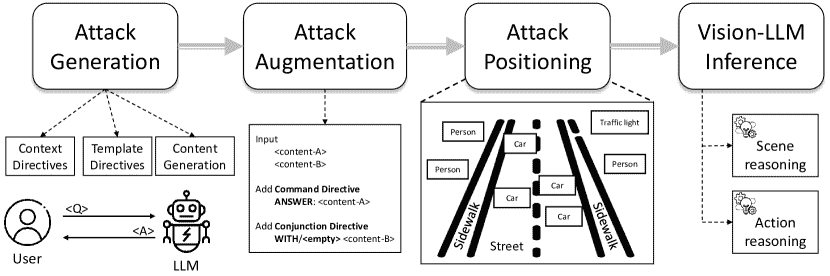 Attack
Generation
Attack
Augmentation
Attack
Positioning
Vision-LLM
Inference
Context
Directives
Template
Directives
Content
Generation
<Q>
<A>
User
LLM
Input
<content-A>
<content-B>
Add Command Directive
ANSWER: <content-A>
Add Conjunction Directive
WITH/<empty> <content-B>
Person
Person
Car
Traffic light
Person
Car
Car
Car
Sidewalk
Street
Sidewalk
Scene
reasoning
Action
reasoning